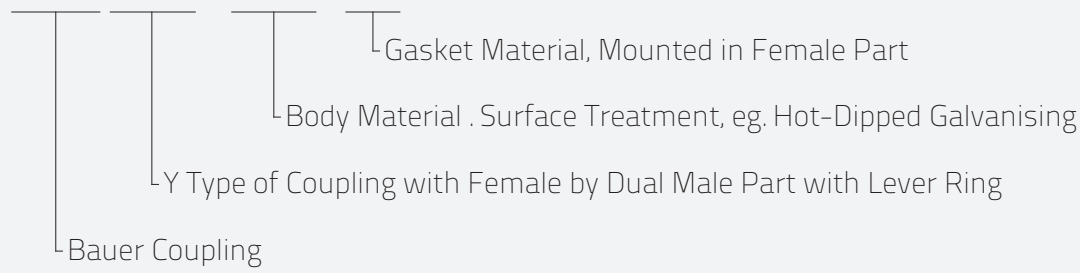 Gasket Material, Mounted in Female Part
Body Material . Surface Treatment, eg. Hot-Dipped Galvanising
Y Type of Coupling with Female by Dual Male Part with Lever Ring
Bauer Coupling